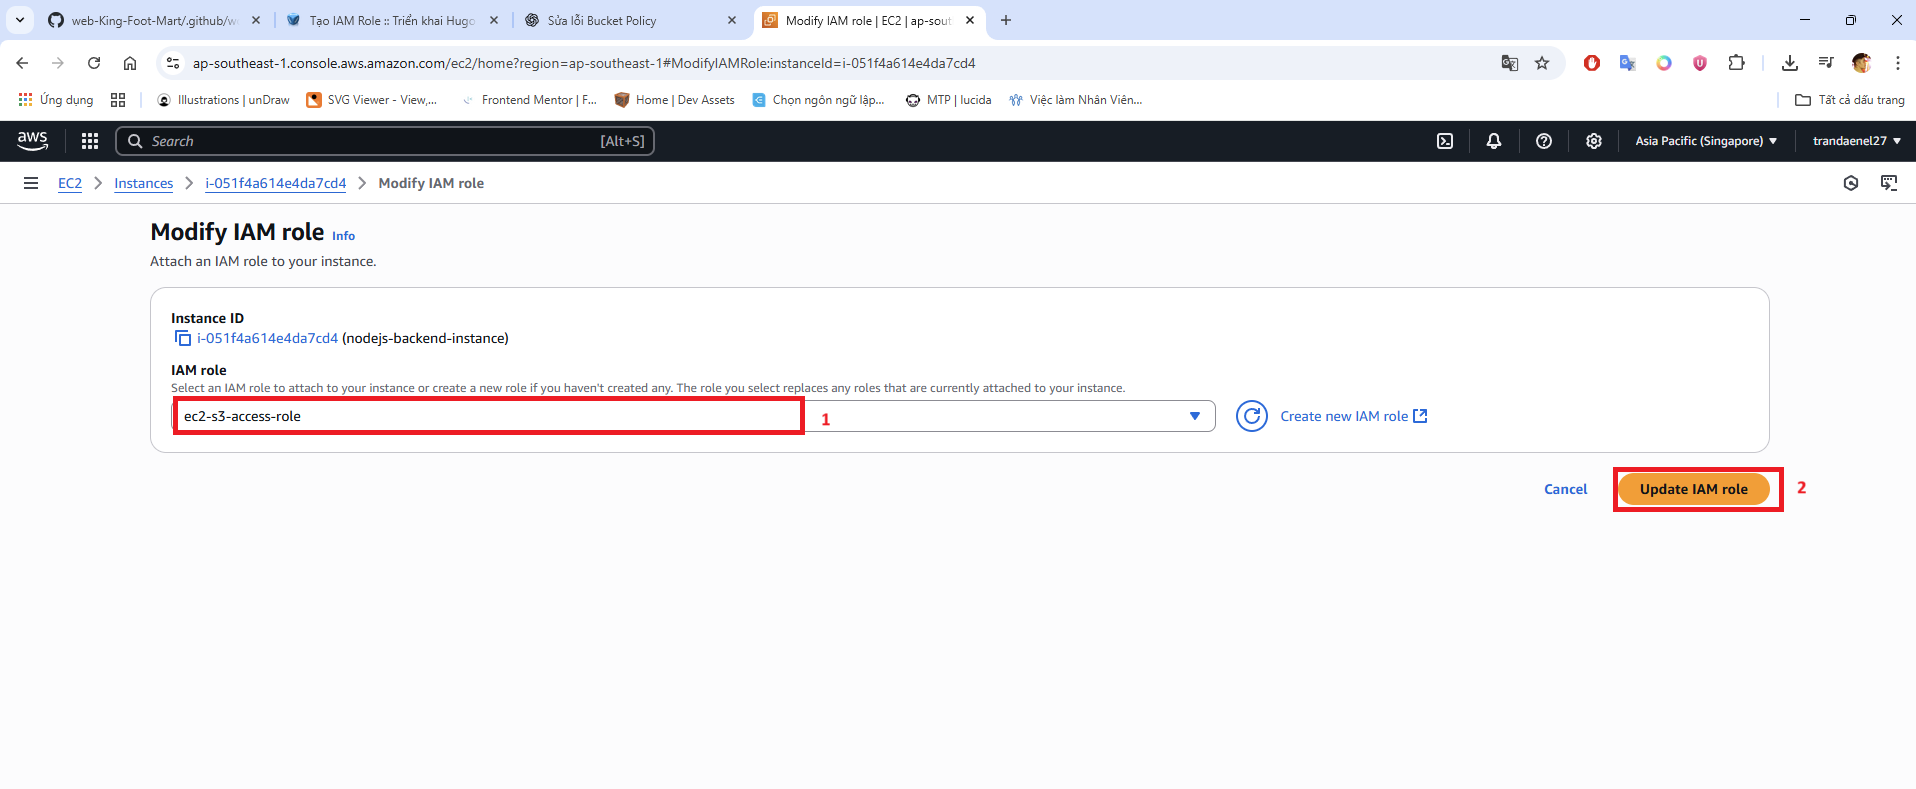 web-King-Foot-Mart/.github/w
Tạo IAM Role :: Triển khai Hugo
Sửa lỗi Bucket Policy
Modify IAM role | EC2 | ap-sout
ap-southeast-1.console.aws.amazon.com/ec2/home?region=ap-southeast-1#ModifyIAMRole:instanceId=i-051f4a614e4da7cd4
Ứng dụng
Illustrations | unDraw
SVG Viewer - View,...
Frontend Mentor | F...
Home | Dev Assets
Chọn ngôn ngữ lập...
MTP | lucida
Việc làm Nhân Viên...
Tất cả dấu trang
aws
Search
[Alt+S]
Asia Pacific (Singapore)
trandaenel27
EC2
Instances
i-051f4a614e4da7cd4
Modify IAM role
Modify IAM role Info
Attach an IAM role to your instance.
Instance ID
i-051f4a614e4da7cd4 (nodejs-backend-instance)
IAM role
Select an IAM role to attach to your instance or create a new role if you haven't created any. The role you select replaces any roles that are currently attached to your instance.
ec2-s3-access-role
1
Create new IAM role
Cancel
Update IAM role
2